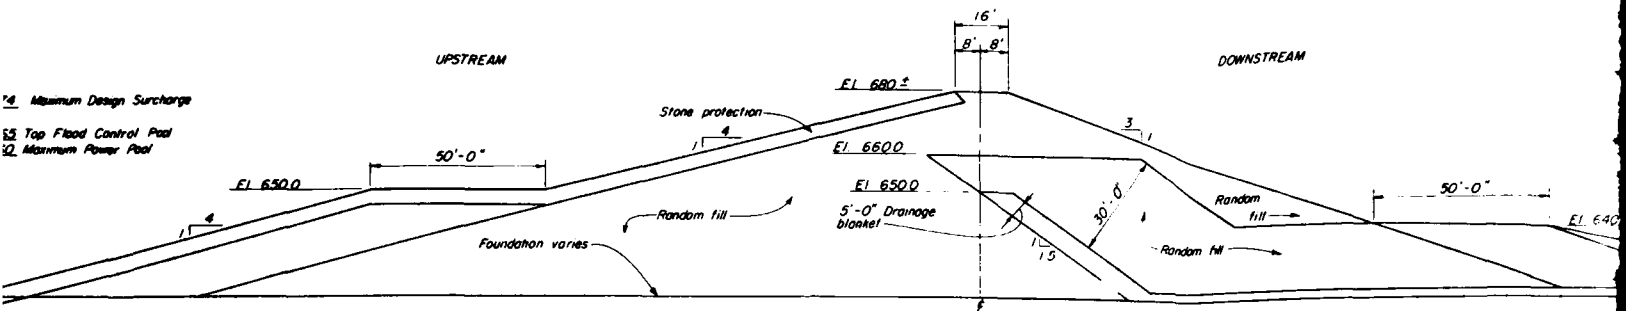 16'
8' 8'
UPSTREAM
DOWNSTREAM
El. 680 ±
Maximum Design Surcharge
Stone protection
Top Flood Control Pool
Maximum Power Pool
4
1
3
1
El. 660.0
50'-0"
El. 650.0
El. 650.0
50'-0"
5'-0" Drainage
blanket
30'-0"
Random
fill
El. 640
4
1
Random fill
Foundation varies
1
1.5
Random fill